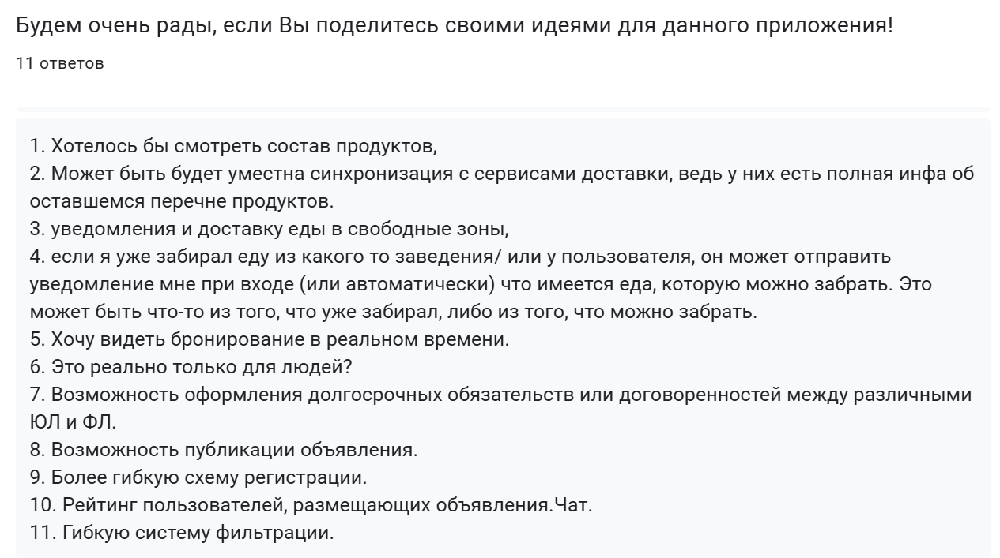 Будем очень рады, если Вы поделитесь своими идеями для данного приложения!
11 ответов
1. Хотелось бы смотреть состав продуктов,
2. Может быть будет уместна синхронизация с сервисами доставки, ведь у них есть полная инфа об
оставшемся перечне продуктов.
3. уведомления и доставку еды в свободные зоны,
4. если я уже забирал еду из какого то заведения/ или у пользователя, он может отправить
уведомление мне при входе (или автоматически) что имеется еда, которую можно забрать. Это
может быть что-то из того, что уже забирал, либо из того, что можно забрать.
5. Хочу видеть бронирование в реальном времени.
6. Это реально только для людей?
7. Возможность оформления долгосрочных обязательств или договоренностей между различными
ЮЛ и ФЛ.
8. Возможность публикации объявления.
9. Более гибкую схему регистрации.
10. Рейтинг пользователей, размещающих объявления.Чат.
11. Гибкую систему фильтрации.